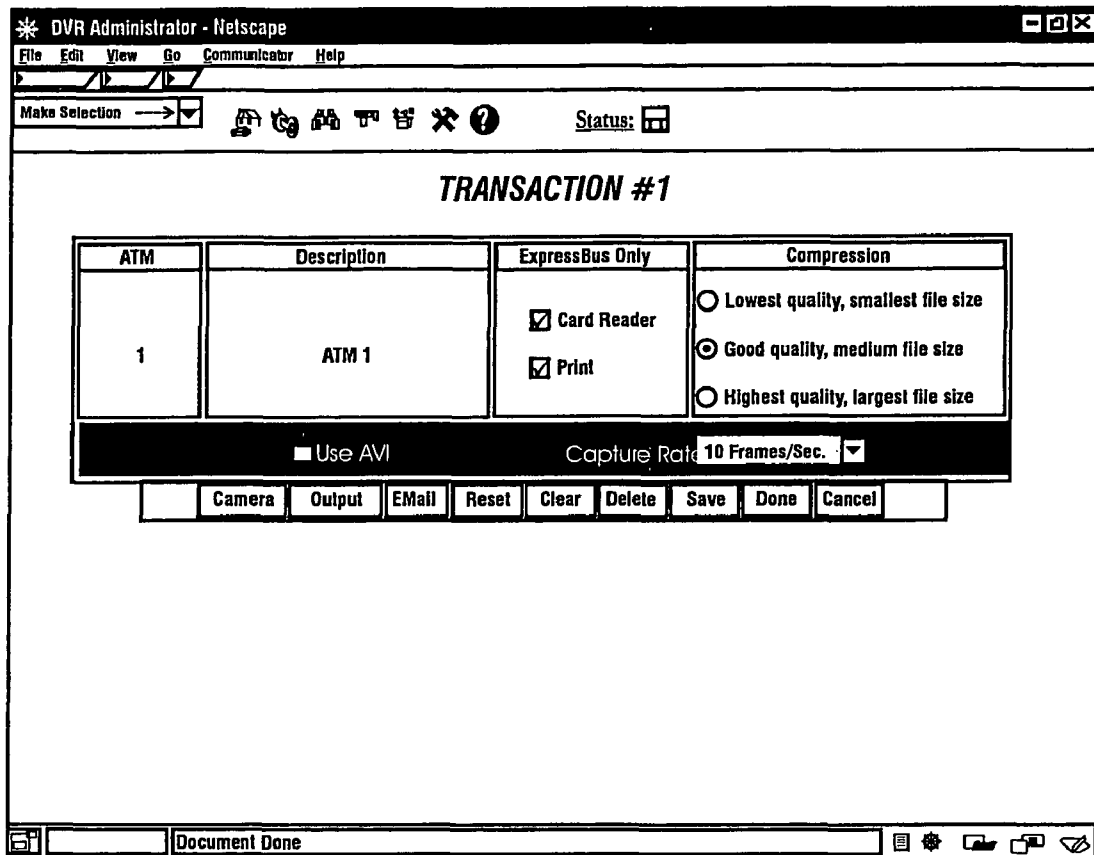 DVR Administrator - Netscape
File Edit View Go Communicator Help
Make Selection
Status:
TRANSACTION #1
ATM Description ExpressBus Only Compression
1 ATM 1
Card Reader
Print
Lowest quality, smallest file size
Good quality, medium file size
Highest quality, largest file size
Use AVI Capture Rate 10 Frames/Sec.
Camera Output EMail Reset Clear Delete Save Done Cancel
Document Done